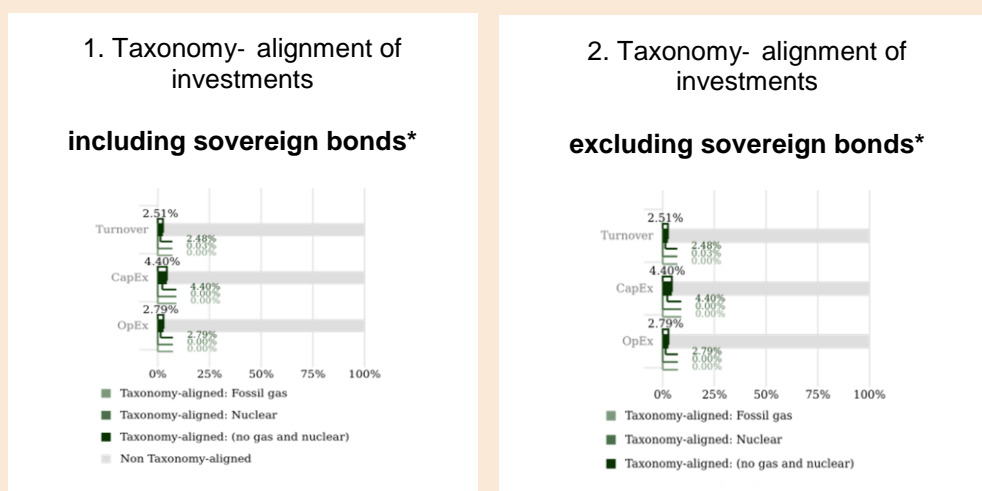 1. Taxonomy- alignment of
investments
including sovereign bonds*
2.51%
Turnover
2.48%
0.03%
0.00%
4.40%
CapEx
4.40%
0.00%
0.00%
2.79%
OpEx
2.79%
0.00%
0.00%
0% 25% 50% 75% 100%
Taxonomy-aligned: Fossil gas
Taxonomy-aligned: Nuclear
Taxonomy-aligned: (no gas and nuclear)
Non Taxonomy-aligned
2. Taxonomy- alignment of
investments
excluding sovereign bonds*
2.51%
Turnover
2.48%
0.03%
0.00%
4.40%
CapEx
4.40%
0.00%
0.00%
2.79%
OpEx
2.79%
0.00%
0.00%
0% 25% 50% 75% 100%
Taxonomy-aligned: Fossil gas
Taxonomy-aligned: Nuclear
Taxonomy-aligned: (no gas and nuclear)